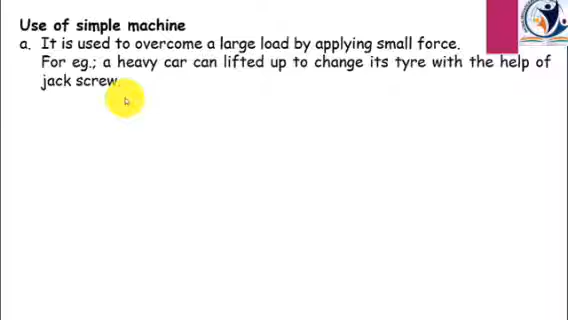 Use of simple machine
a. It is used to overcome a large load by applying small force.
For eg.; a heavy car can lifted up to change its tyre with the help of
jack screw.